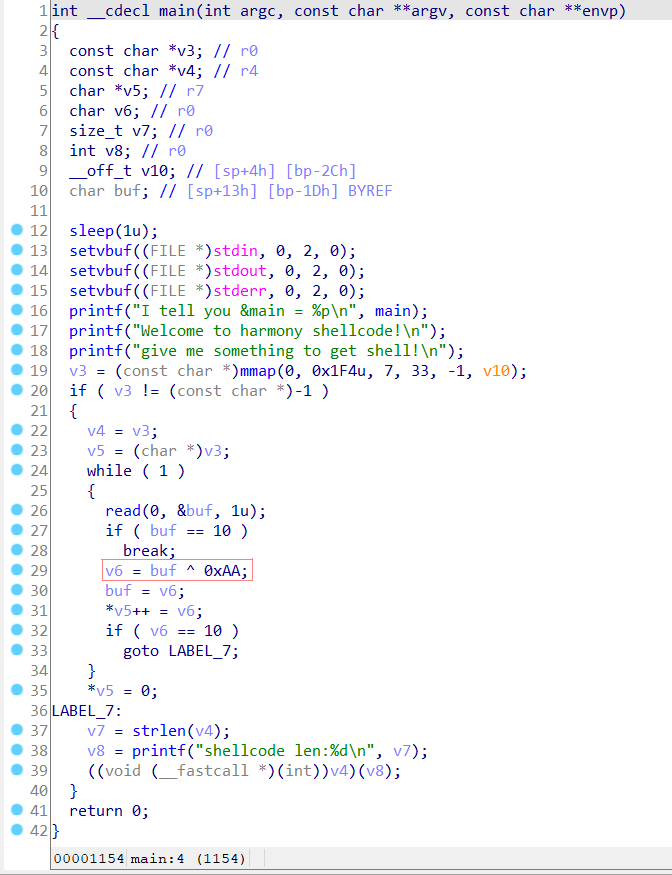 1 int __cdecl main(int argc, const char **argv, const char **envp)
2 {
3   const char *v3; // r0
4   const char *v4; // r4
5   char *v5; // r7
6   char v6; // r0
7   size_t v7; // r0
8   int v8; // r0
9   __off_t v10; // [sp+4h] [bp-2Ch]
10   char buf; // [sp+13h] [bp-1Dh] BYREF
11
12   sleep(1u);
13   setvbuf((FILE *)stdin, 0, 2, 0);
14   setvbuf((FILE *)stdout, 0, 2, 0);
15   setvbuf((FILE *)stderr, 0, 2, 0);
16   printf("I tell you &main = %p\n", main);
17   printf("Welcome to harmony shellcode!\n");
18   printf("give me something to get shell!\n");
19   v3 = (const char *)mmap(0, 0x1F4u, 7, 33, -1, v10);
20   if ( v3 != (const char *)-1 )
21   {
22     v4 = v3;
23     v5 = (char *)v3;
24     while ( 1 )
25     {
26       read(0, &buf, 1u);
27       if ( buf == 10 )
28         break;
29       v6 = buf ^ 0xAA;
30       buf = v6;
31       *v5++ = v6;
32       if ( v6 == 10 )
33         goto LABEL_7;
34     }
35     *v5 = 0;
36 LABEL_7:
37     v7 = strlen(v4);
38     v8 = printf("shellcode len:%d\n", v7);
39     ((void (__fastcall *)(int))v4)(v8);
40   }
41   return 0;
42 }
00001154 main:4 (1154)